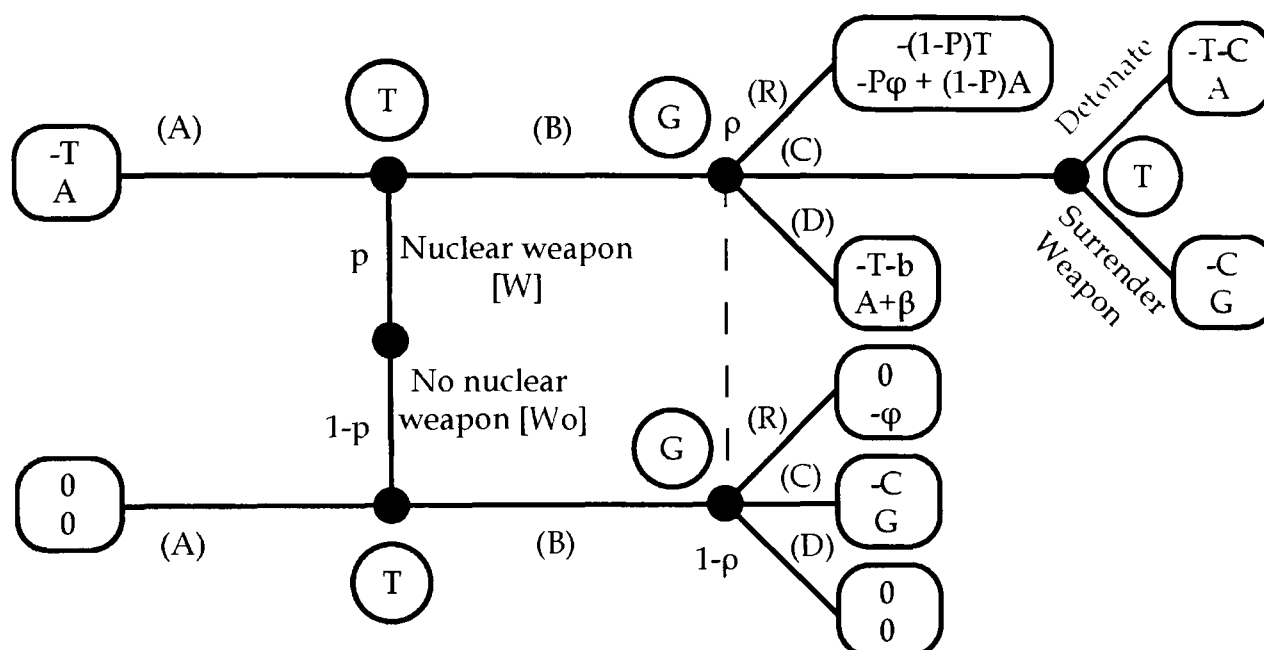 -(1-P)T
-Pφ + (1-P)A
Detonate
-T-C
A
T
(R)
G
ρ
(A)
(B)
(C)
-T
A
T
(D)
Surrender
Weapon
p
Nuclear weapon
[W]
-T-b
A+β
-C
G
No nuclear
weapon [Wo]
1-p
G
(R)
0
-φ
(C)
-C
G
0
0
(A)
(B)
(D)
1-ρ
T
0
0